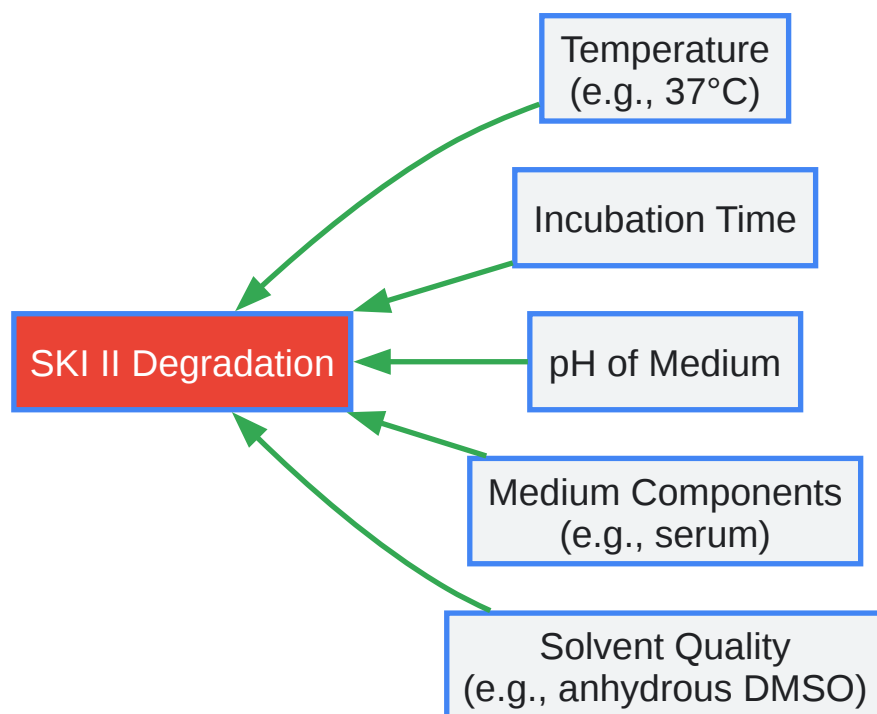 Temperature
(e.g., 37°C)
Incubation Time
SKI II Degradation
pH of Medium
Medium Components
(e.g., serum)
Solvent Quality
(e.g., anhydrous DMSO)